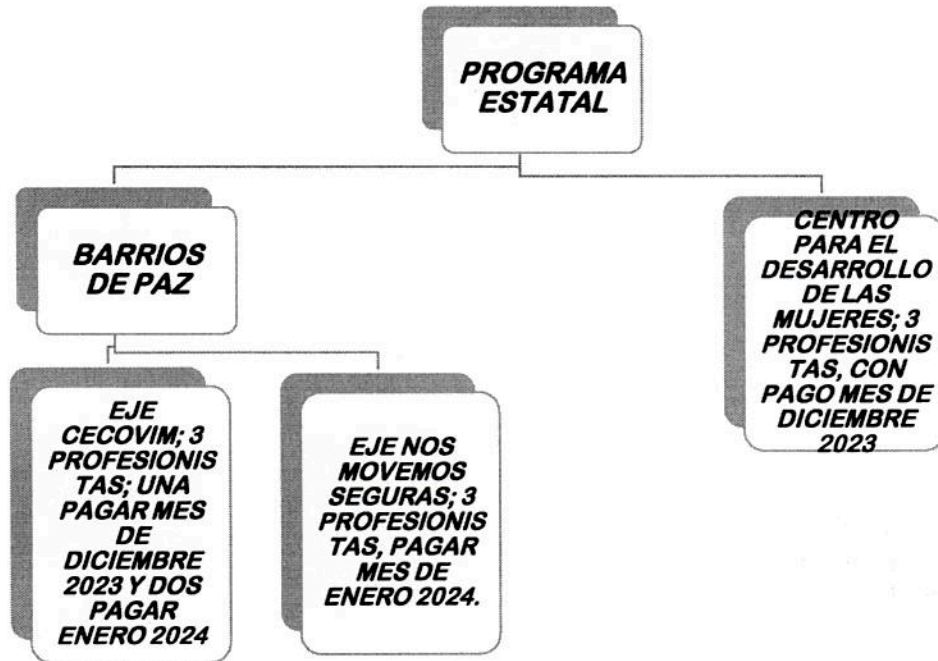 PROGRAMA
ESTATAL
BARRIOS
DE PAZ
CENTRO
PARA EL
DESARROLLO
DE LAS
MUJERES; 3
PROFESIONIS
TAS, CON
PAGO MES DE
DICIEMBRE
2023
EJE
CECOVIM; 3
PROFESIONIS
TAS; UNA
PAGAR MES
DE
DICIEMBRE
2023 Y DOS
PAGAR
ENERO 2024
EJE NOS
MOVEMOS
SEGURAS; 3
PROFESIONIS
TAS, PAGAR
MES DE
ENERO 2024.